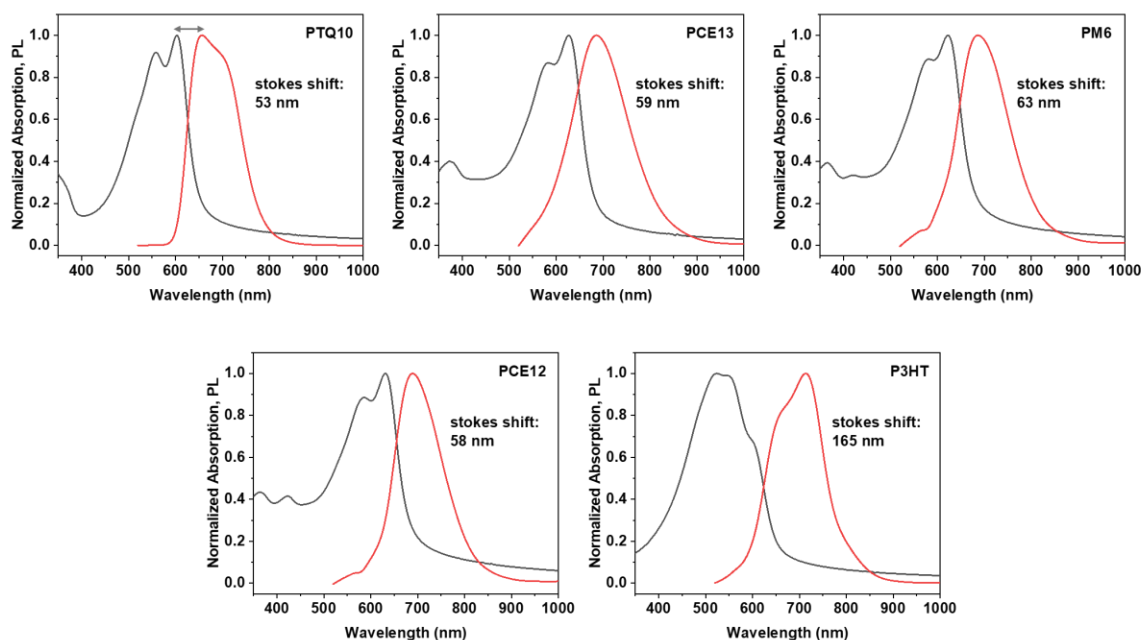 PTQ10
stokes shift:
53 nm
Normalized Absorption, PL
1.0
0.8
0.6
0.4
0.2
0.0
400 500 600 700 800 900 1000
Wavelength (nm)
PCE13
stokes shift:
59 nm
Normalized Absorption, PL
1.0
0.8
0.6
0.4
0.2
0.0
400 500 600 700 800 900 1000
Wavelength (nm)
PM6
stokes shift:
63 nm
Normalized Absorption, PL
1.0
0.8
0.6
0.4
0.2
0.0
400 500 600 700 800 900 1000
Wavelength (nm)
PCE12
stokes shift:
58 nm
Normalized Absorption, PL
1.0
0.8
0.6
0.4
0.2
0.0
400 500 600 700 800 900 1000
Wavelength (nm)
P3HT
stokes shift:
165 nm
Normalized Absorption, PL
1.0
0.8
0.6
0.4
0.2
0.0
400 500 600 700 800 900 1000
Wavelength (nm)